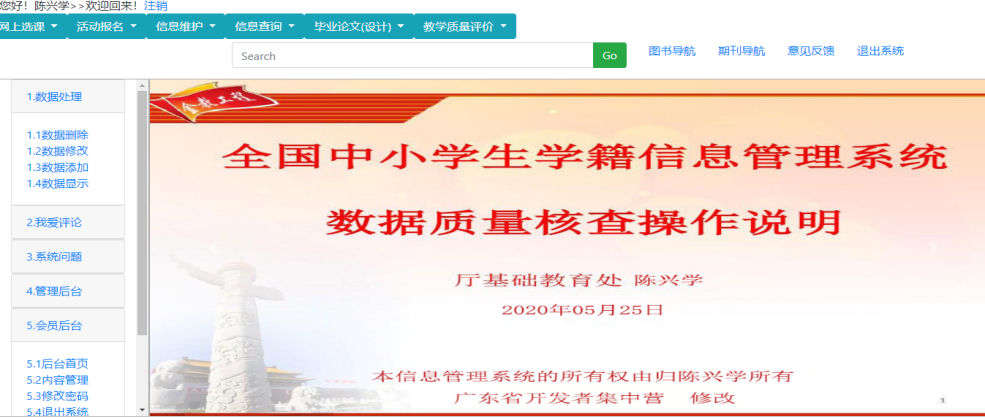 您好！陈兴学>>欢迎回来！注销
网上选课 活动报名 信息维护 信息查询 毕业论文(设计) 教学质量评价
Search Go 图书导航 期刊导航 意见反馈 退出系统
1.数据处理
1.1数据删除
1.2数据修改
1.3数据添加
1.4数据显示
2.我爱评论
3.系统问题
4.管理后台
5.会员后台
5.1后台首页
5.2内容管理
5.3修改密码
5.4退出系统
金教工程
全国中小学生学籍信息管理系统
数据质量核查操作说明
厅基础教育处 陈兴学
2020年05月25日
本信息管理系统的所有权由归陈兴学所有
广东省开发者集中营 修改
1